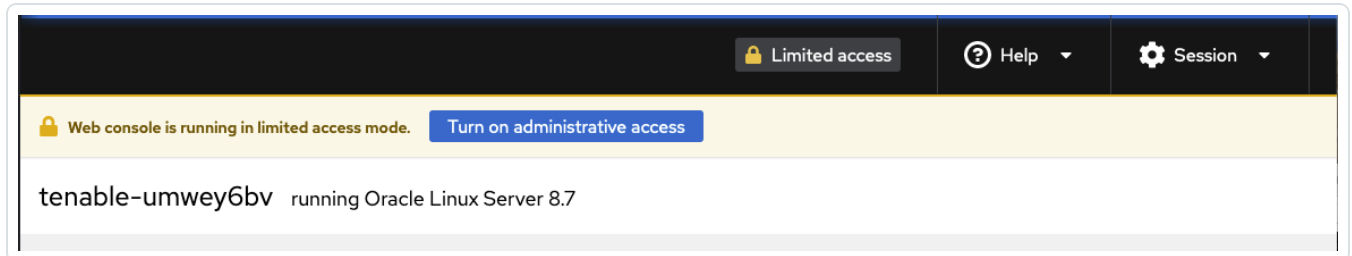 Limited access Help Session
Web console is running in limited access mode. Turn on administrative access
tenable-umwey6bv running Oracle Linux Server 8.7